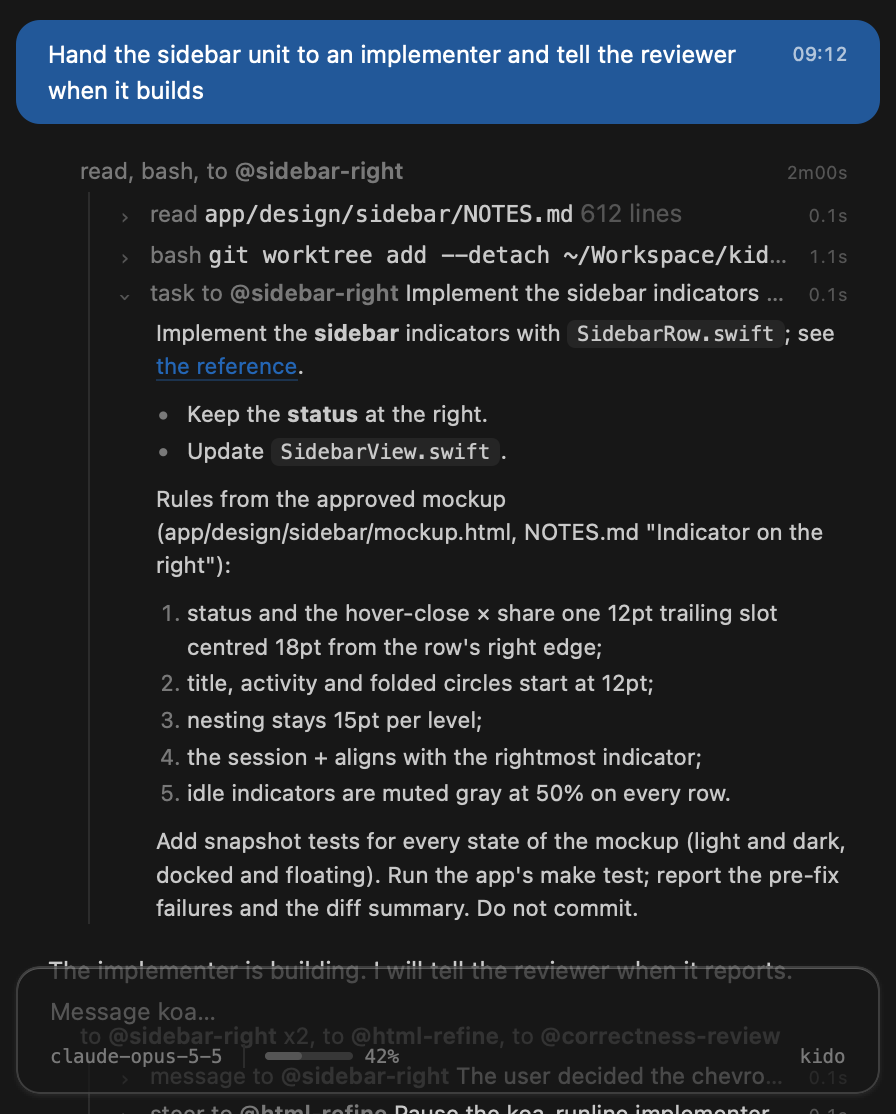 Hand the sidebar unit to an implementer and tell the reviewer 09:12
when it builds
read, bash, to @sidebar-right 2m00s
› read app/design/sidebar/NOTES.md 612 lines 0.1s
› bash git worktree add --detach ~/Workspace/kid… 1.1s
⌄ task to @sidebar-right Implement the sidebar indicators … 0.1s
Implement the sidebar indicators with SidebarRow.swift; see
the reference.
• Keep the status at the right.
• Update SidebarView.swift.
Rules from the approved mockup
(app/design/sidebar/mockup.html, NOTES.md "Indicator on the
right"):
1. status and the hover-close × share one 12pt trailing slot
centred 18pt from the row's right edge;
2. title, activity and folded circles start at 12pt;
3. nesting stays 15pt per level;
4. the session + aligns with the rightmost indicator;
5. idle indicators are muted gray at 50% on every row.
Add snapshot tests for every state of the mockup (light and dark,
docked and floating). Run the app's make test; report the pre-fix
failures and the diff summary. Do not commit.
The implementer is building. I will tell the reviewer when it reports.
Message koa...
to @sidebar-right x2, to @html-refine, to @correctness-review
claude-opus-5-5 42% kido
› message to @sidebar-right The user decided the chevro… 0.1s
steer to @html-refine Pause the koa-runline implementer